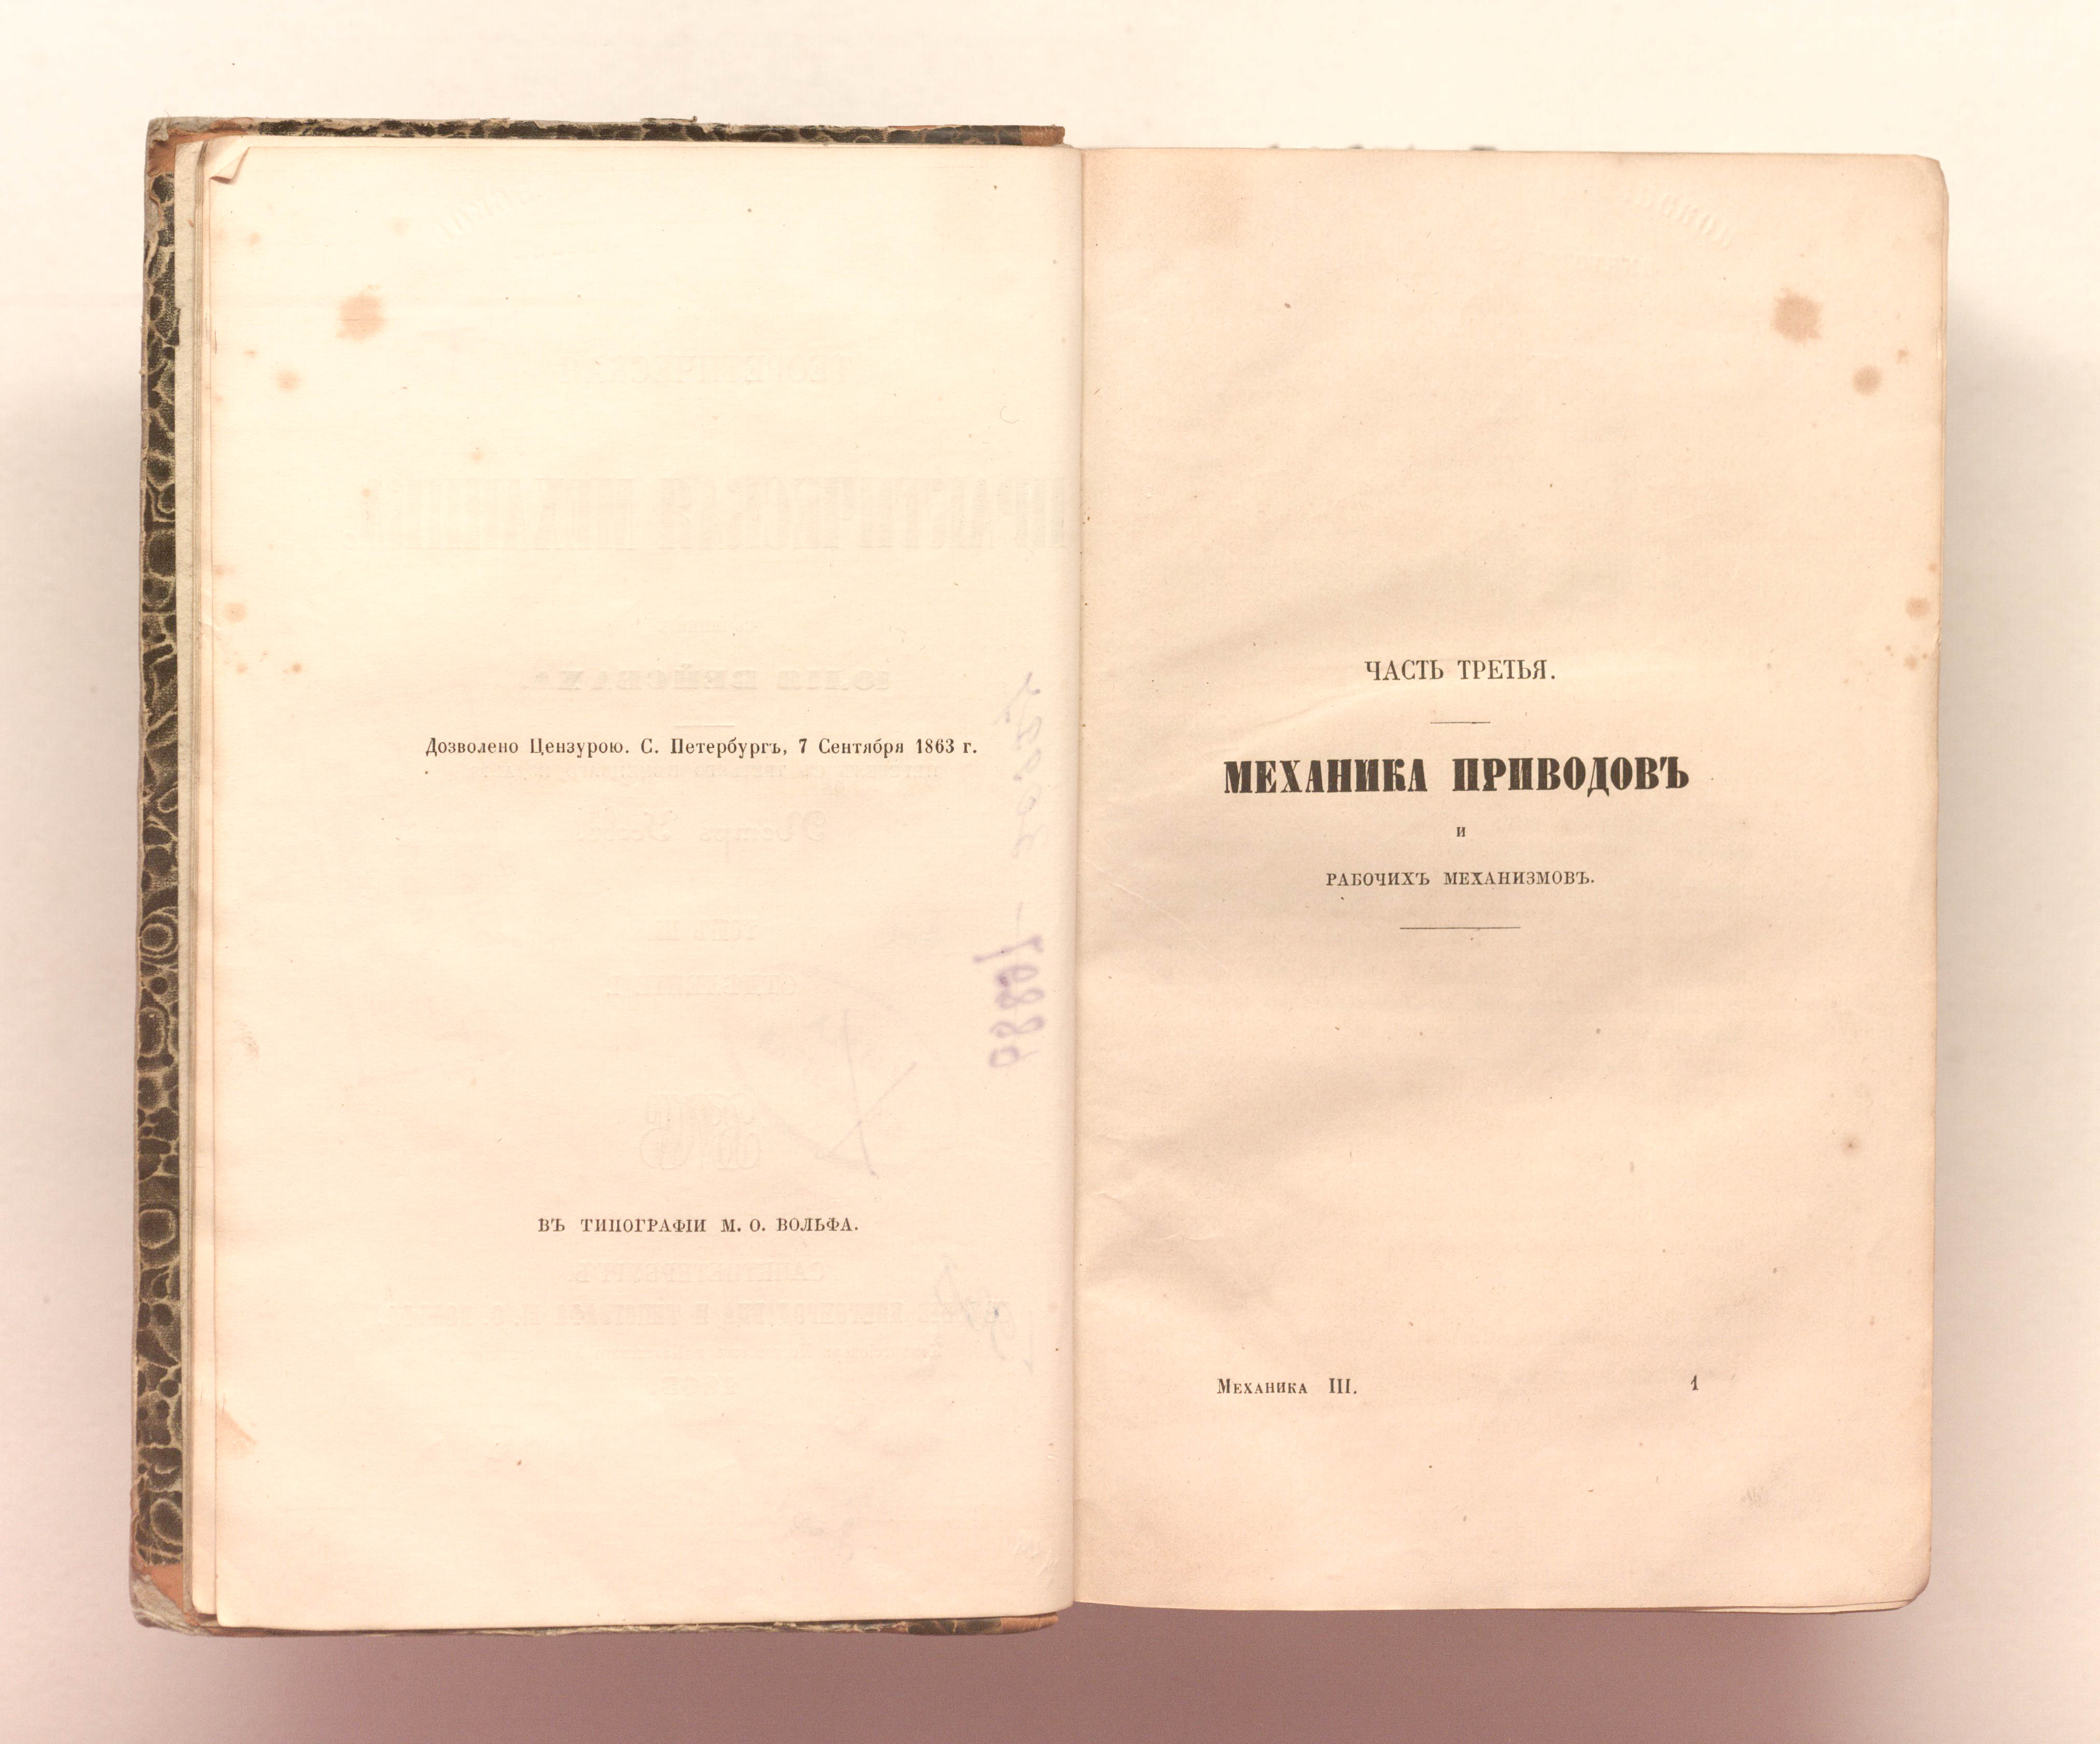 Дозволено Цензурою. С. Петербургъ, 7 Сентября 1863 г.
ВЪ ТИПОГРАФІИ М. О. ВОЛЬФА.
ЧАСТЬ ТРЕТЬЯ.
МЕХАНИКА ПРИВОДОВЪ
И
РАБОЧИХЪ МЕХАНИЗМОВЪ.
Механика III. 1